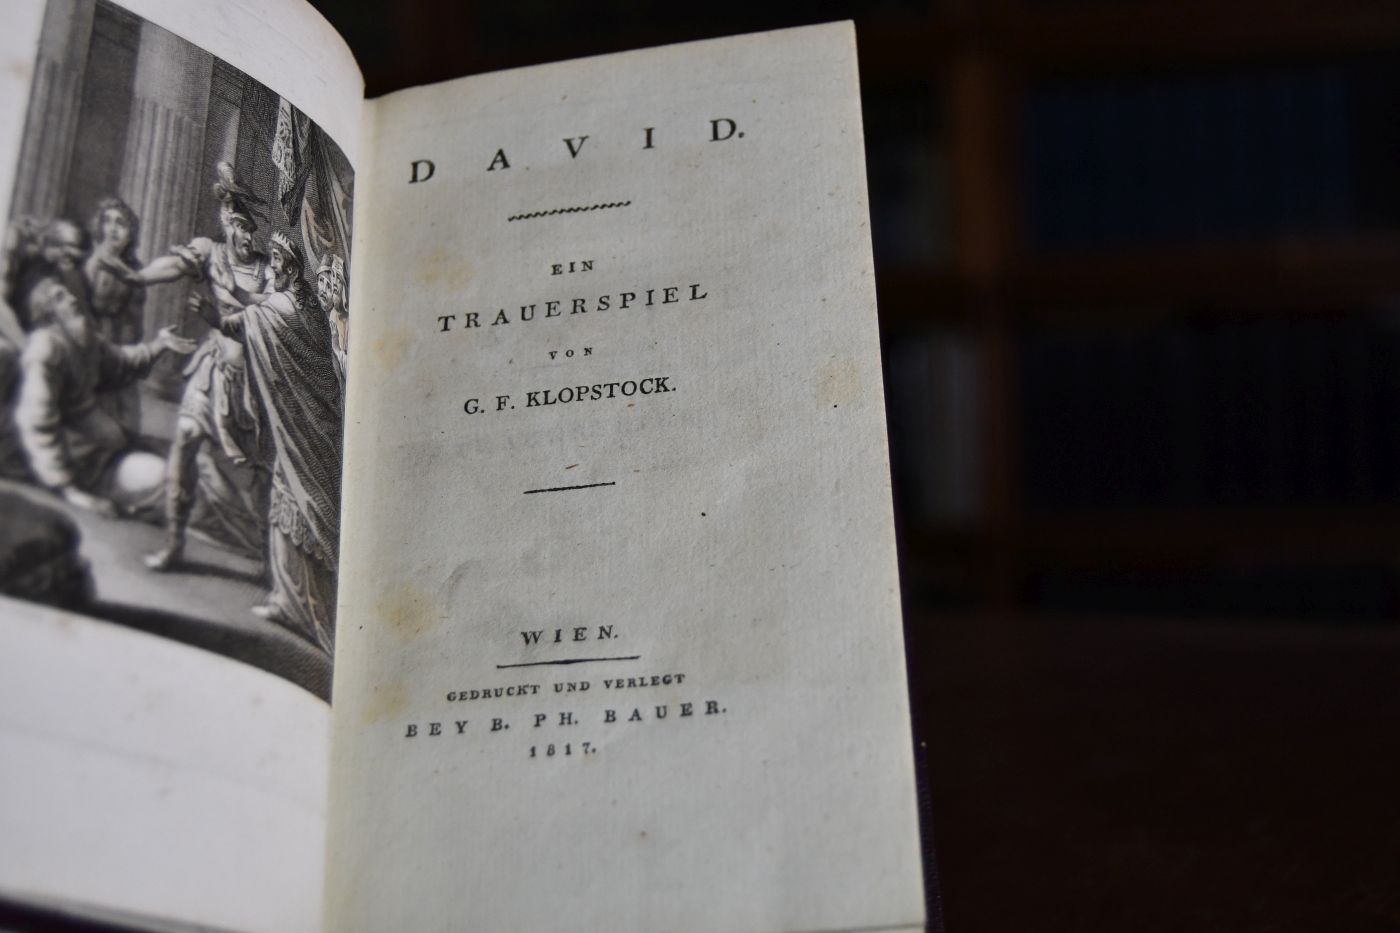 DAVID.
EIN
TRAUERSPIEL
VON
G. F. KLOPSTOCK.
WIEN.
GEDRUCKT UND VERLEGT
BEY B. PH. BAUER.
1817.